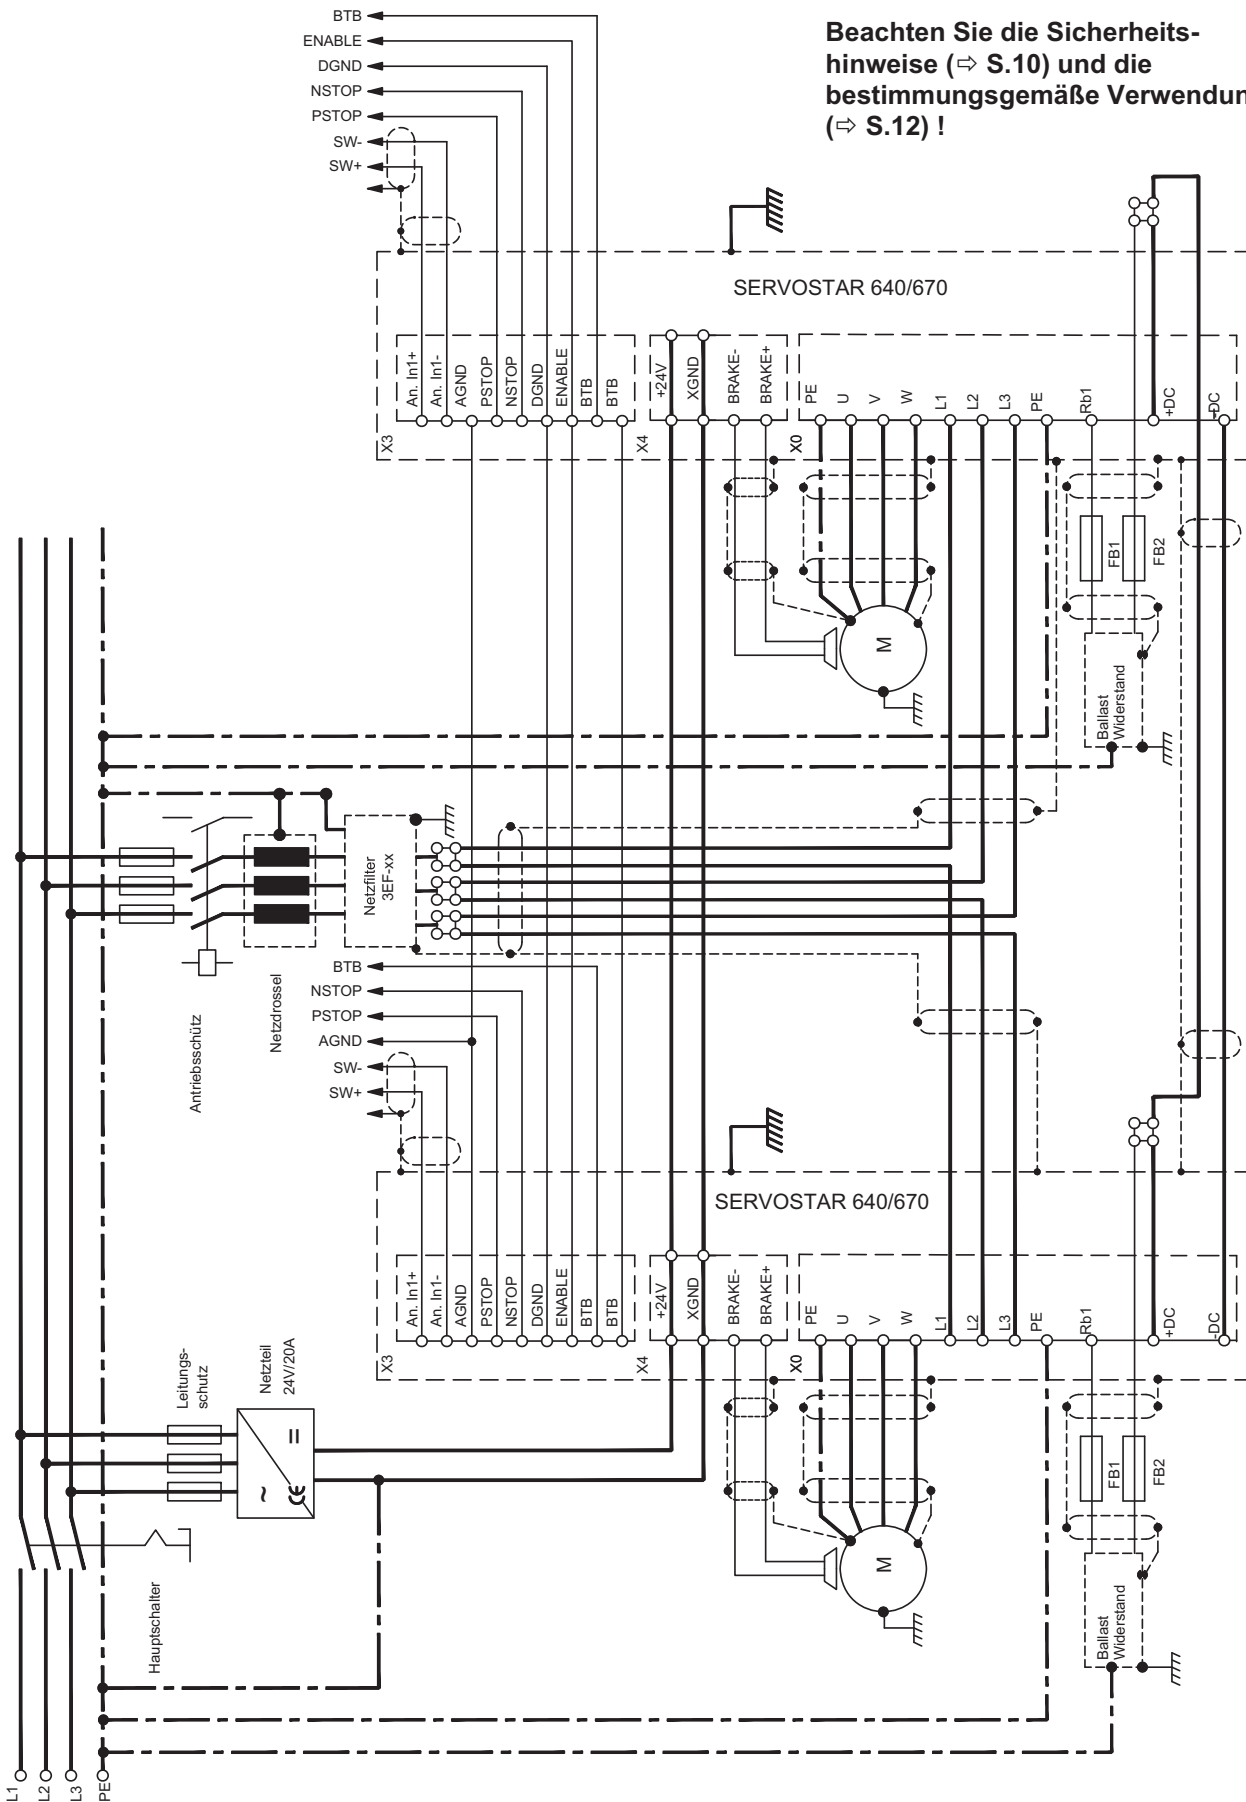 BTB
ENABLE
DGND
NSTOP
PSTOP
SW-
SW+
Beachten Sie die Sicherheits-
hinweise (⇨ S.10) und die
bestimmungsgemäße Verwendun
(⇨ S.12) !
SERVOSTAR 640/670
An. In1+
An. In1-
AGND
PSTOP
NSTOP
DGND
ENABLE
BTB
BTB
+24V
XGND
BRAKE-
BRAKE+
PE
U
V
W
L1
L2
L3
PE
Rb1
+DC
-DC
X3
X4
X0
FB1
FB2
M
Ballast
Widerstand
Netzfilter
3EF-xx
Netzdrossel
Antriebsschütz
BTB
NSTOP
PSTOP
AGND
SW-
SW+
SERVOSTAR 640/670
An. In1+
An. In1-
AGND
PSTOP
NSTOP
DGND
ENABLE
BTB
BTB
+24V
XGND
BRAKE-
BRAKE+
PE
U
V
W
L1
L2
L3
PE
Rb1
+DC
-DC
X3
X4
X0
Leitungs-
schutz
Netzteil
24V/20A
~
=
CE
FB1
FB2
M
Ballast
Widerstand
Hauptschalter
L1
L2
L3
PE